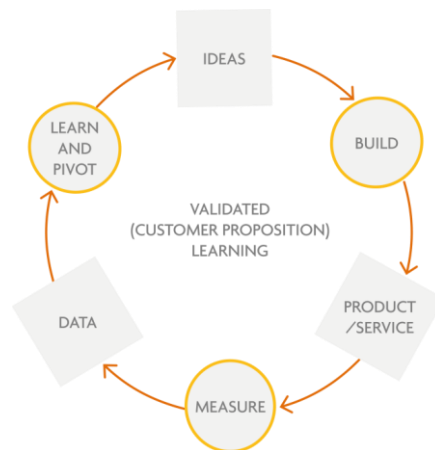 IDEAS
BUILD
PRODUCT
/SERVICE
MEASURE
DATA
LEARN
AND
PIVOT
VALIDATED
(CUSTOMER PROPOSITION)
LEARNING